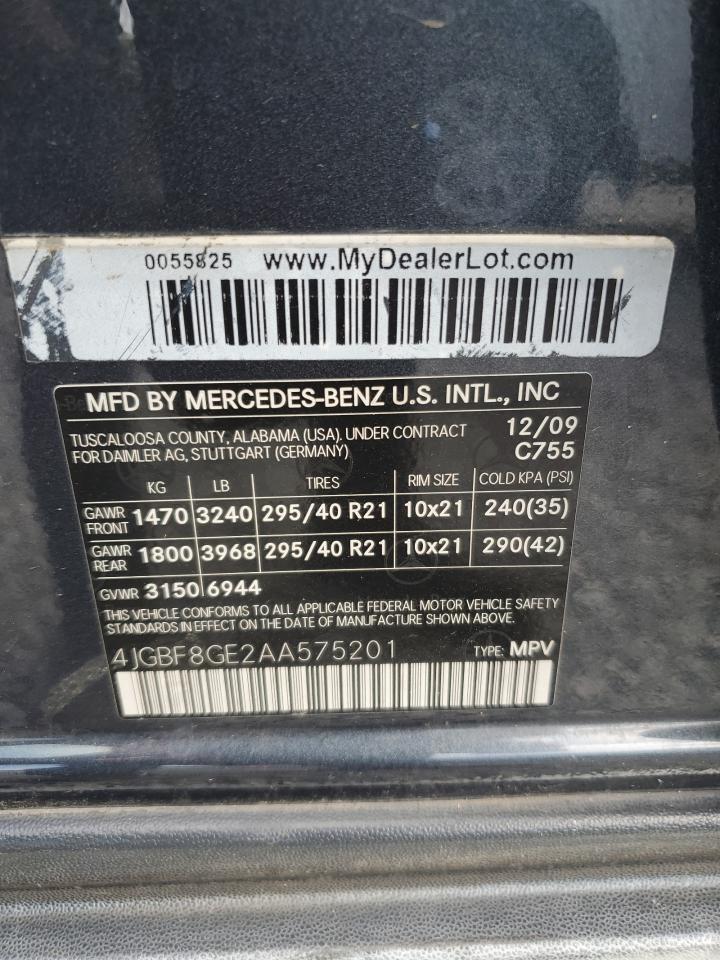 0055825 www.MyDealerLot.com
MFD BY MERCEDES-BENZ U.S. INTL., INC
TUSCALOOSA COUNTY, ALABAMA (USA). UNDER CONTRACT 12/09
FOR DAIMLER AG, STUTTGART (GERMANY) C755
KG LB TIRES RIM SIZE COLD KPA (PSI)
GAWR FRONT 1470 3240 295/40 R21 10x21 240(35)
GAWR REAR 1800 3968 295/40 R21 10x21 290(42)
GVWR 3150 6944
THIS VEHICLE CONFORMS TO ALL APPLICABLE FEDERAL MOTOR VEHICLE SAFETY
STANDARDS IN EFFECT ON THE DATE OF MANUFACTURE SHOWN ABOVE.
4JGBF8GE2AA575201 TYPE: MPV